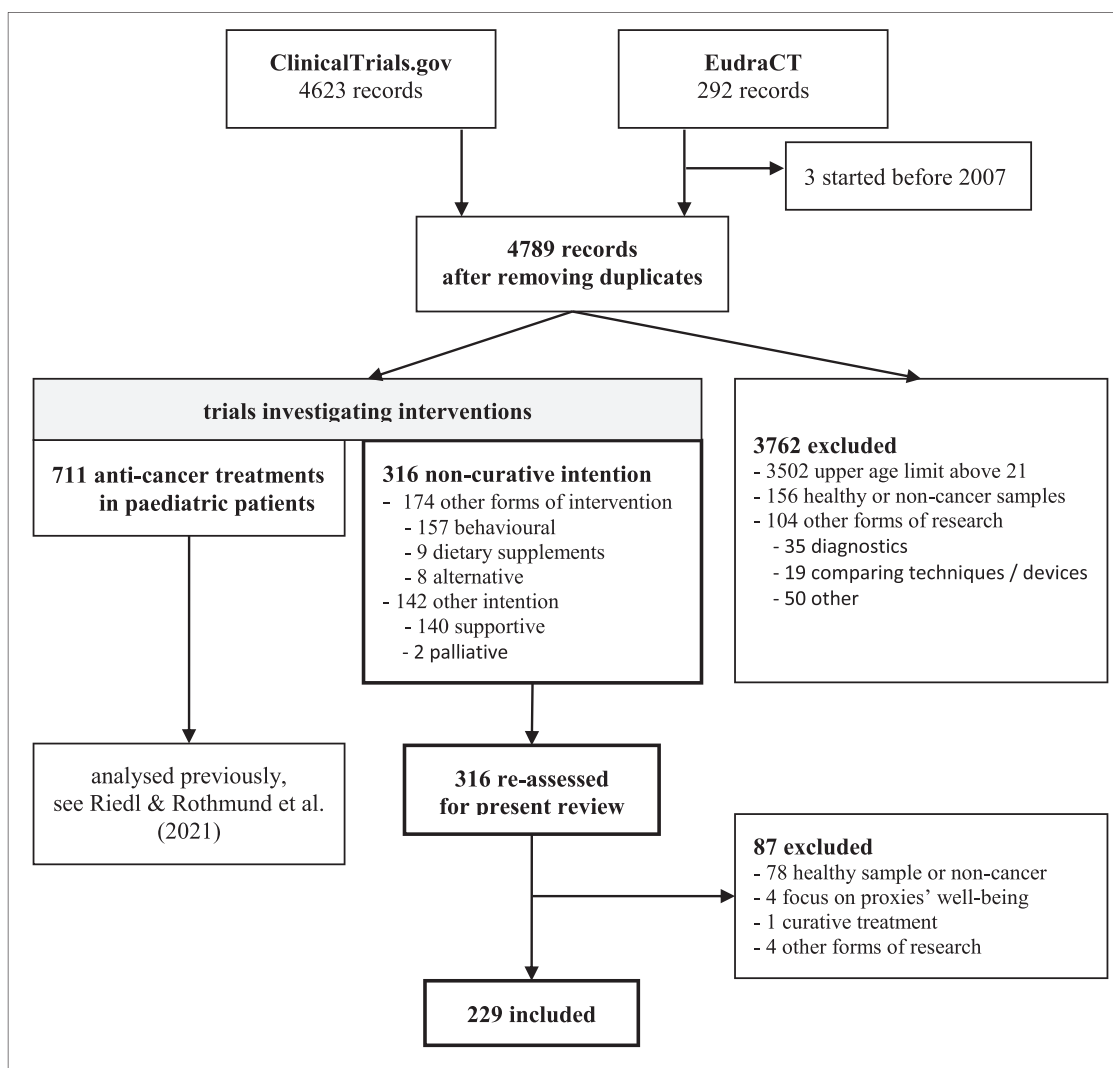 ClinicalTrials.gov
4623 records
EudraCT
292 records
3 started before 2007
4789 records
after removing duplicates
trials investigating interventions
711 anti-cancer treatments
in paediatric patients
316 non-curative intention
- 174 other forms of intervention
- 157 behavioural
- 9 dietary supplements
- 8 alternative
- 142 other intention
- 140 supportive
- 2 palliative
3762 excluded
- 3502 upper age limit above 21
- 156 healthy or non-cancer samples
- 104 other forms of research
- 35 diagnostics
- 19 comparing techniques / devices
- 50 other
analysed previously,
see Riedl & Rothmund et al.
(2021)
316 re-assessed
for present review
87 excluded
- 78 healthy sample or non-cancer
- 4 focus on proxies’ well-being
- 1 curative treatment
- 4 other forms of research
229 included